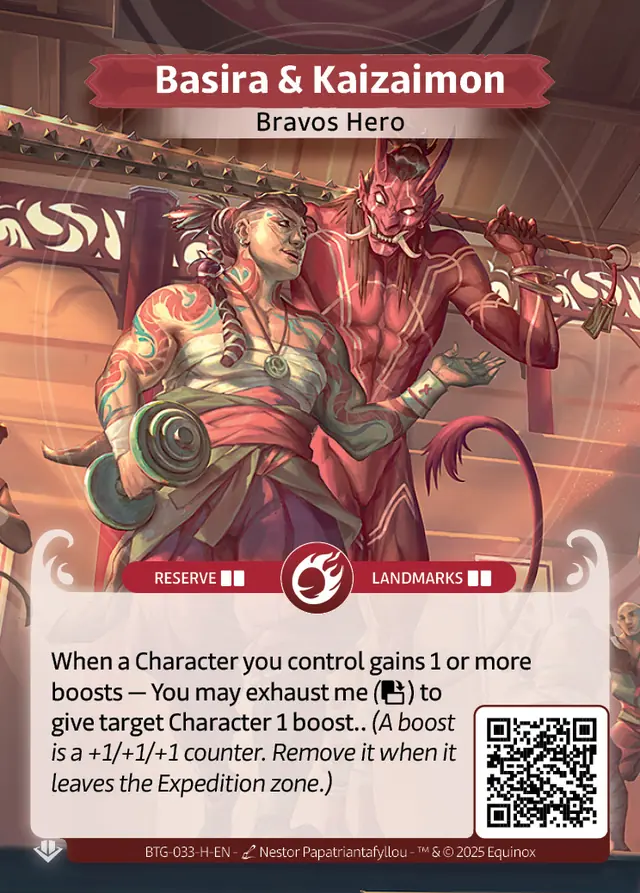 Basira & Kaizaimon
Bravos Hero
RESERVE
LANDMARKS
When a Character you control gains 1 or more
boosts — You may exhaust me ( ) to
give target Character 1 boost.. (A boost
is a +1/+1/+1 counter. Remove it when it
leaves the Expedition zone.)
BTG-033-H-EN - Nestor Papatriantafyllou - ™ & © 2025 Equinox